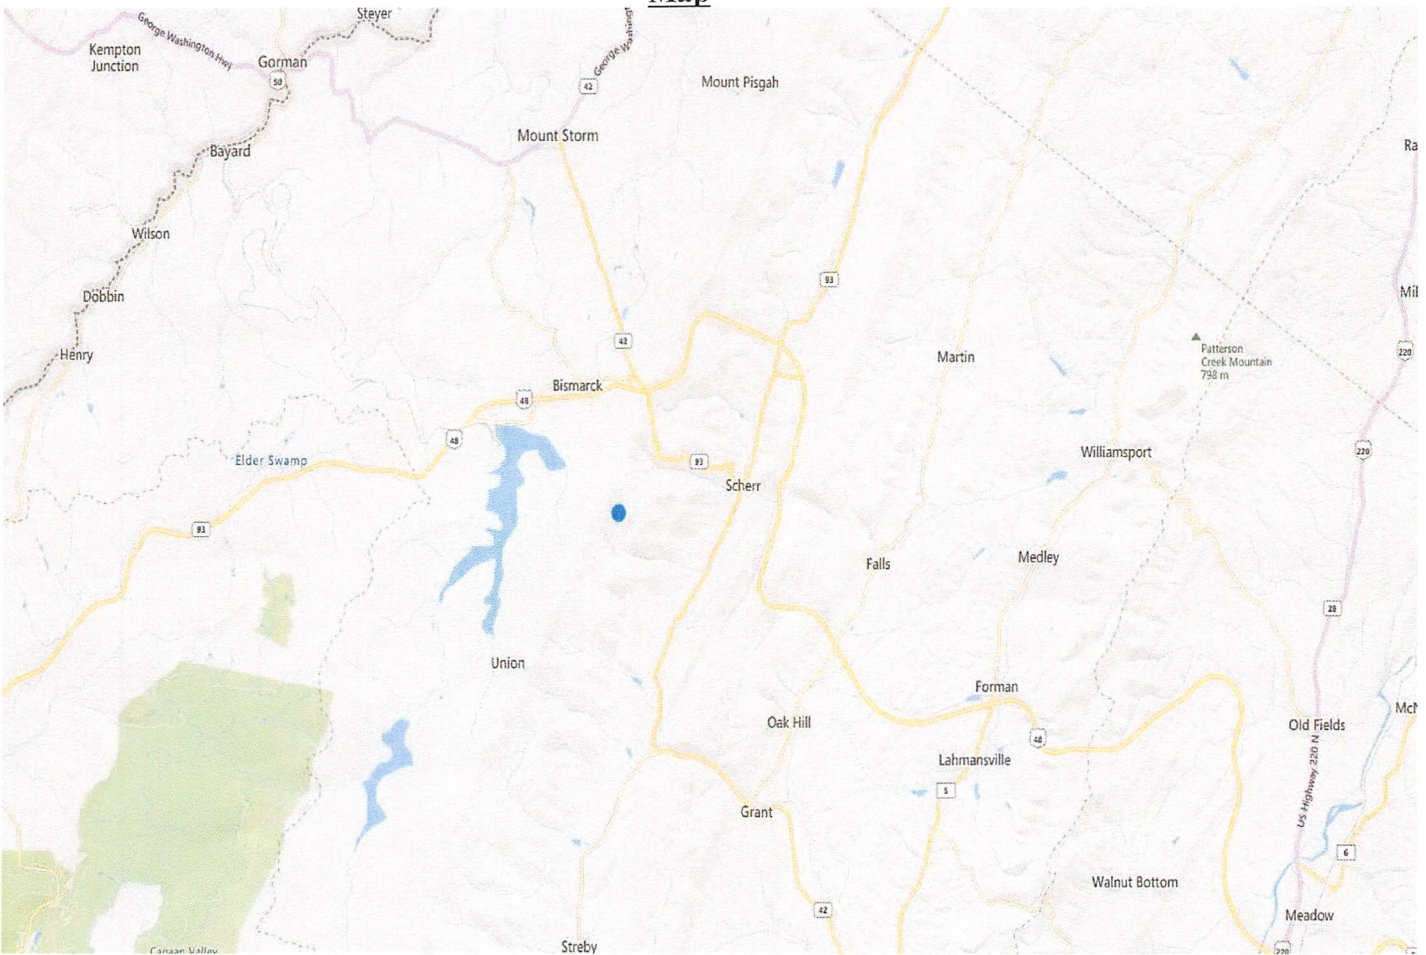 Map
Steyer
George Washington Hwy
Kempton
Junction
Gorman
50
George Washingt
42
Mount Pisgah
Mount Storm
Bayard
Ra
Wilson
93
Dobbin
Mil
42
Henry
Martin
Patterson
Creek Mountain
798 m
220
Bismarck
48
48
Elder Swamp
93
Williamsport
220
Scherr
93
Falls
Medley
28
Union
Forman
Oak Hill
48
Old Fields
McN
Lahmansville
5
US Highway 220 N
Grant
6
Walnut Bottom
42
Meadow
Streby
220
Canaan Valley